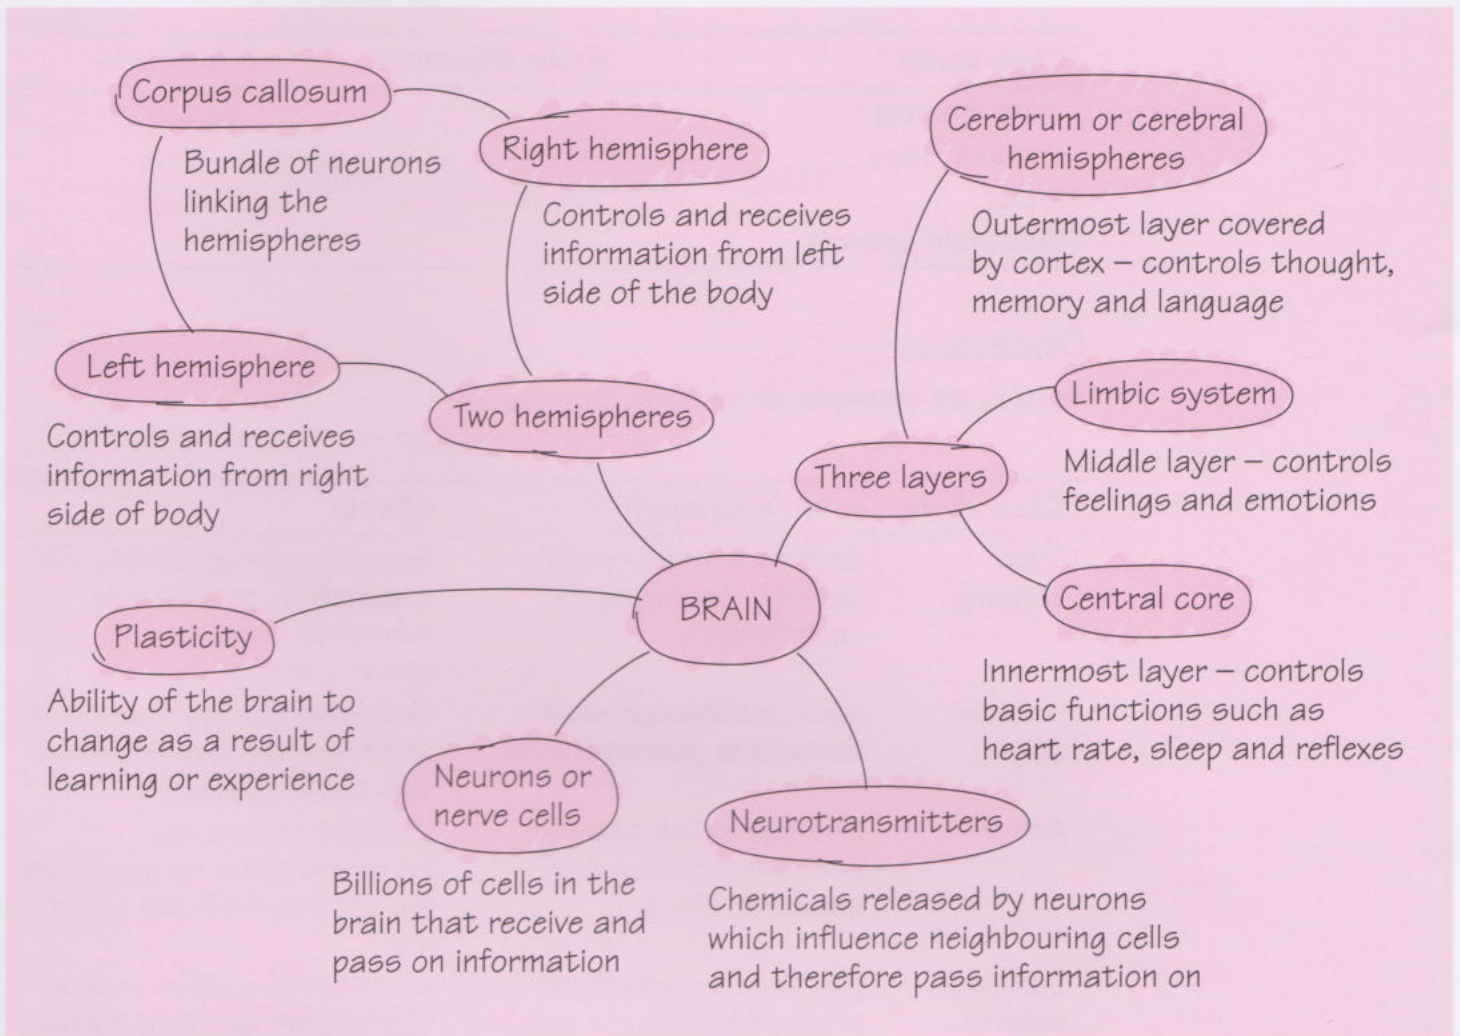 Corpus callosum
Bundle of neurons
linking the
hemispheres
Right hemisphere
Controls and receives
information from left
side of the body
Cerebrum or cerebral
hemispheres
Outermost layer covered
by cortex – controls thought,
memory and language
Left hemisphere
Controls and receives
information from right
side of body
Two hemispheres
Three layers
Limbic system
Middle layer – controls
feelings and emotions
BRAIN
Central core
Innermost layer – controls
basic functions such as
heart rate, sleep and reflexes
Plasticity
Ability of the brain to
change as a result of
learning or experience
Neurons or
nerve cells
Billions of cells in the
brain that receive and
pass on information
Neurotransmitters
Chemicals released by neurons
which influence neighbouring cells
and therefore pass information on